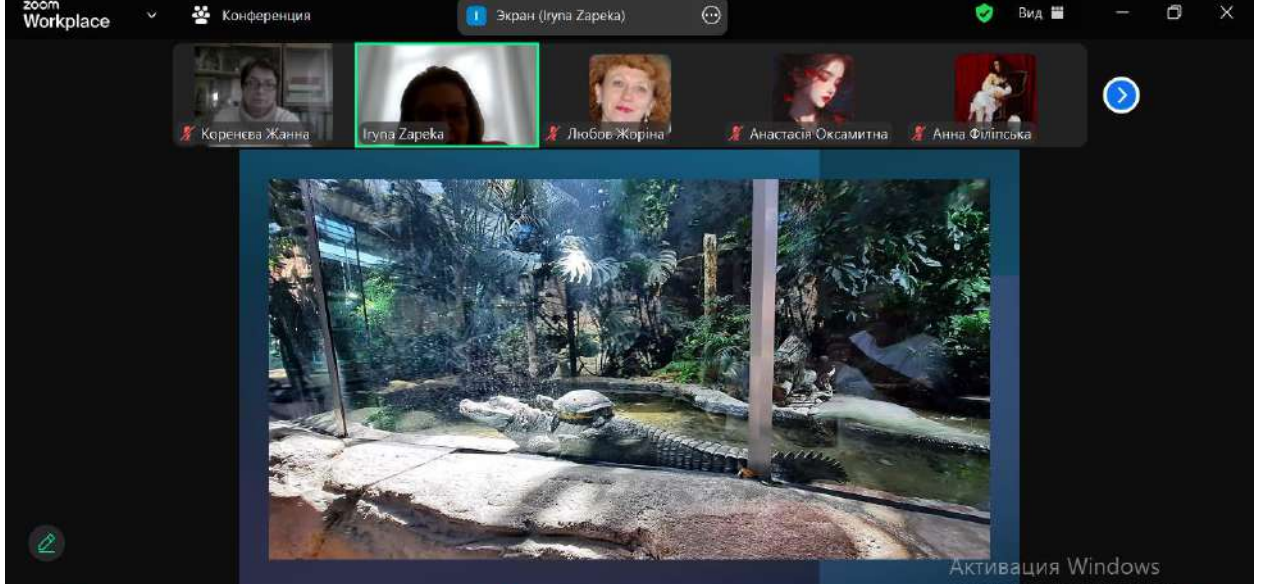 zoom
Workplace
Конференция
I Экран (Iryna Zapeka)
Вид
Коренєва Жанна
Iryna Zapeka
Любов Жоріна
Анастасія Оксамитна
Анна Філіпська
Активация Windows